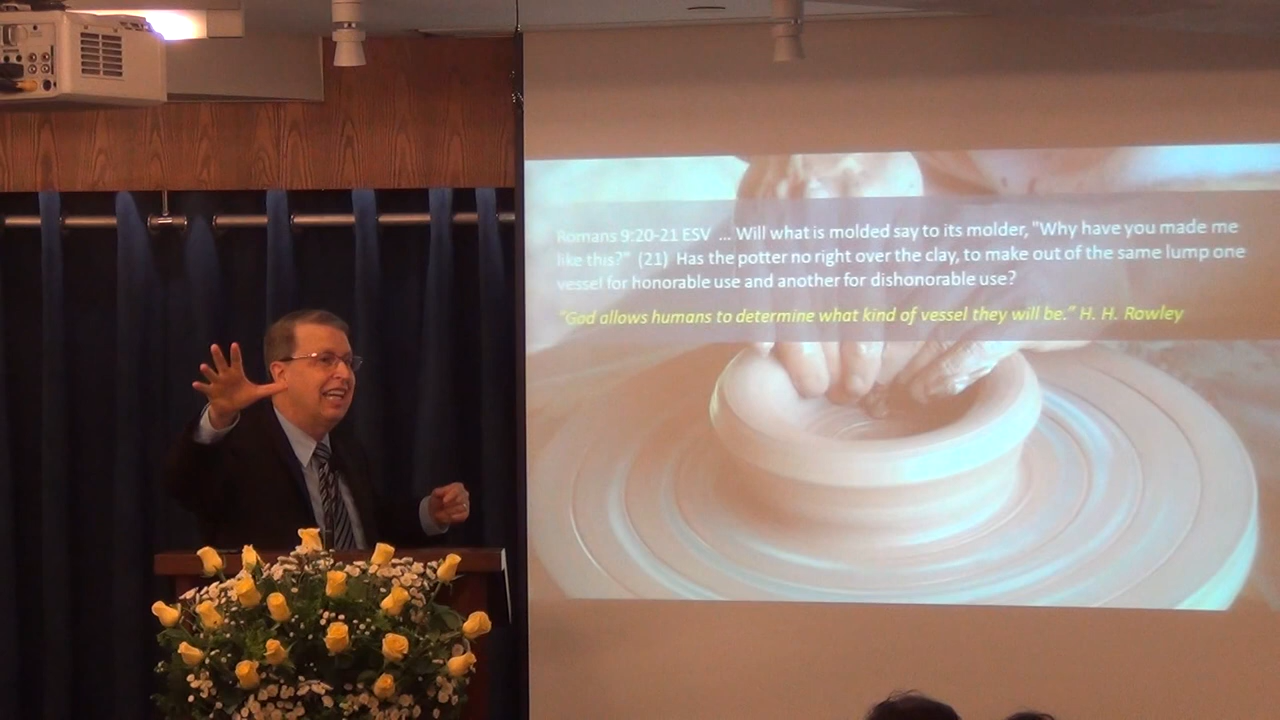 Romans 9:20-21 ESV ... Will what is molded say to its molder, "Why have you made me
like this?" (21) Has the potter no right over the clay, to make out of the same lump one
vessel for honorable use and another for dishonorable use?
"God allows humans to determine what kind of vessel they will be." H. H. Rowley